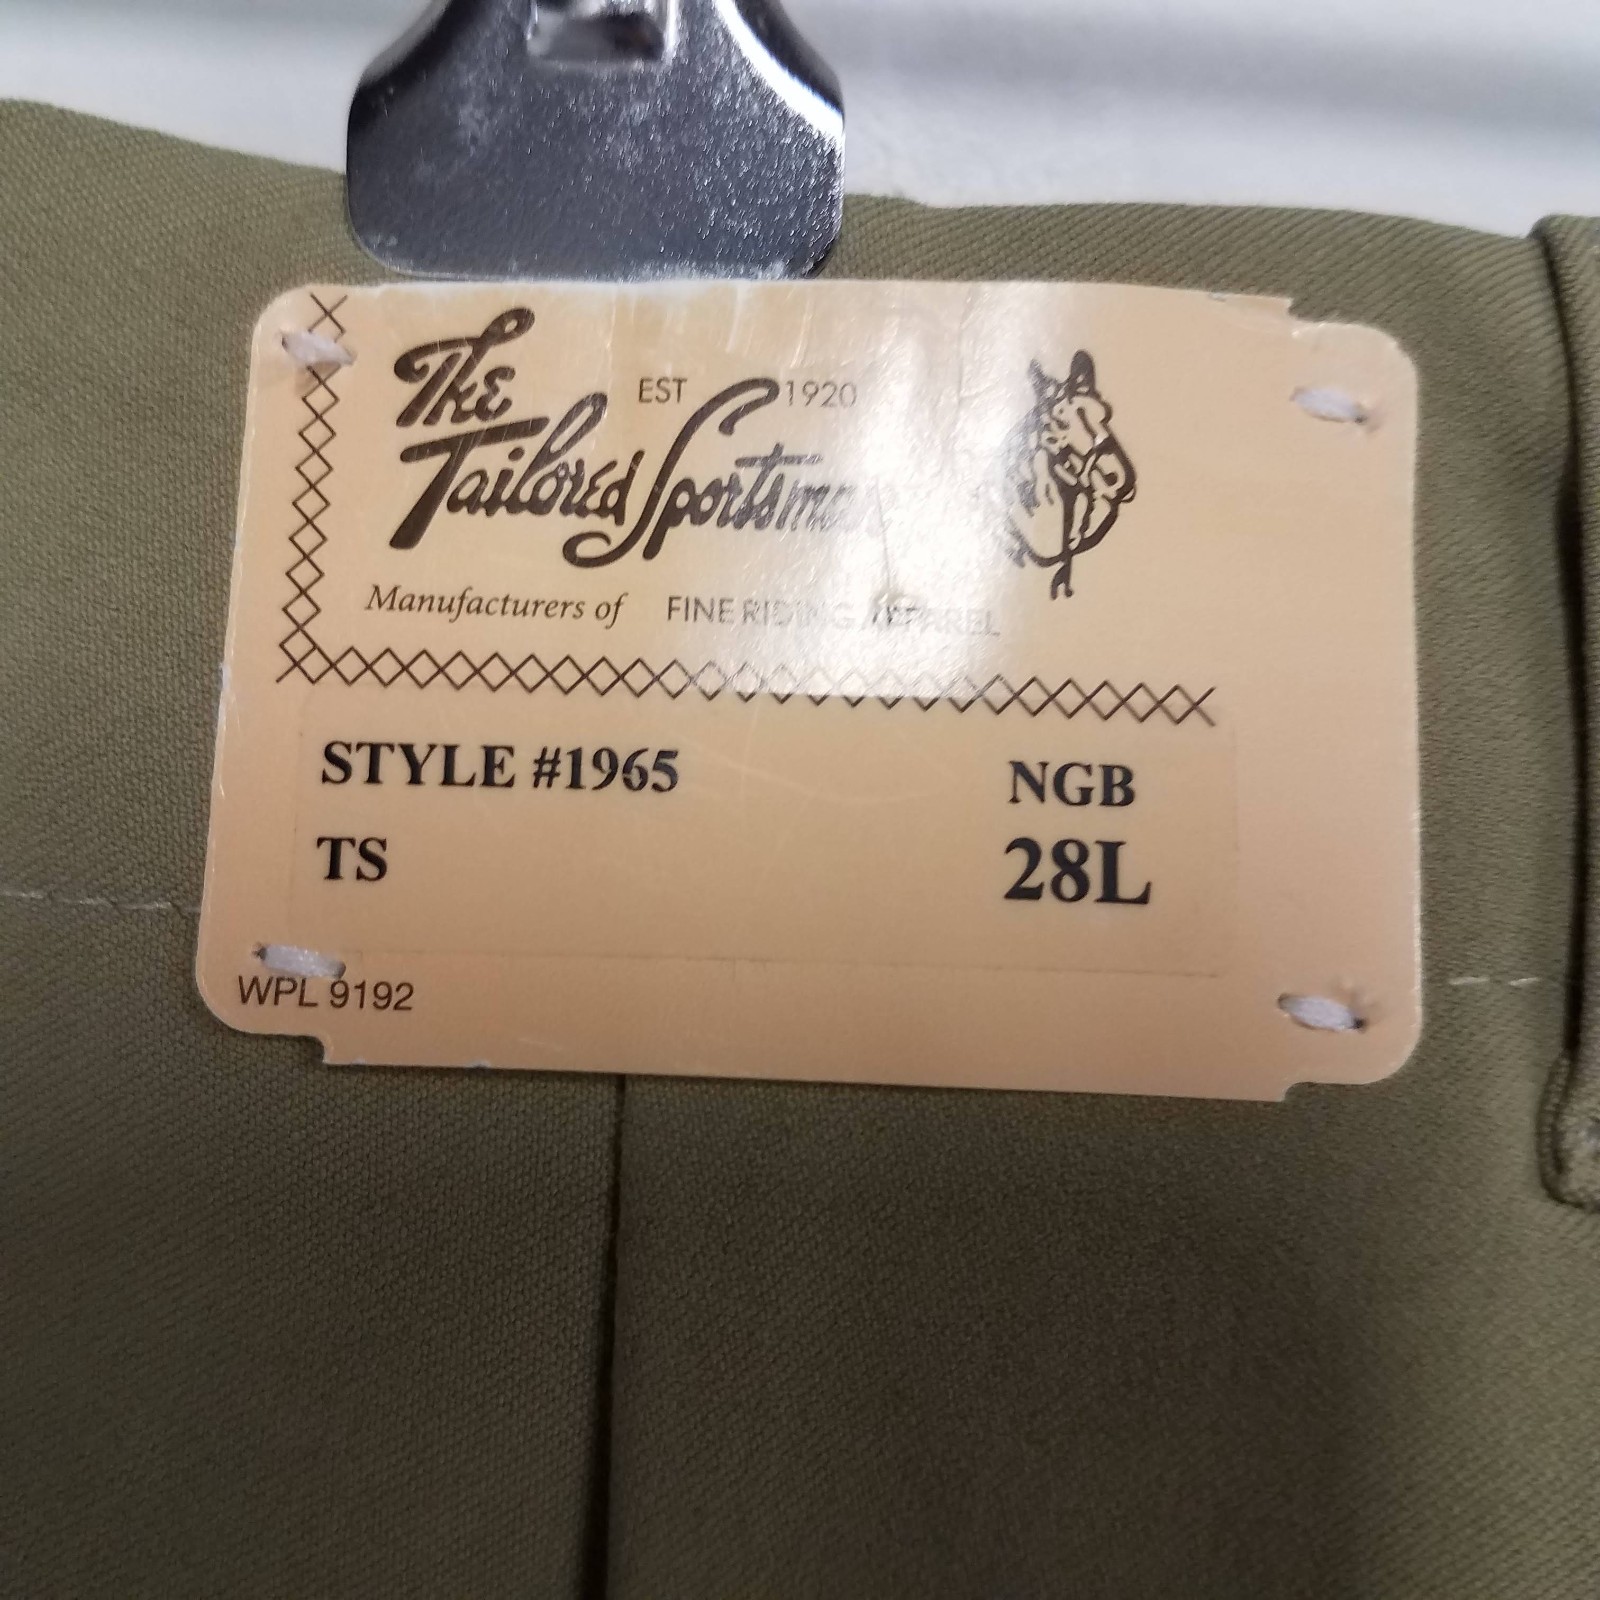 The
EST 1920
Tailored Sportsman
Manufacturers of FINE RIDING APPAREL
STYLE #1965 NGB
TS 28L
WPL 9192